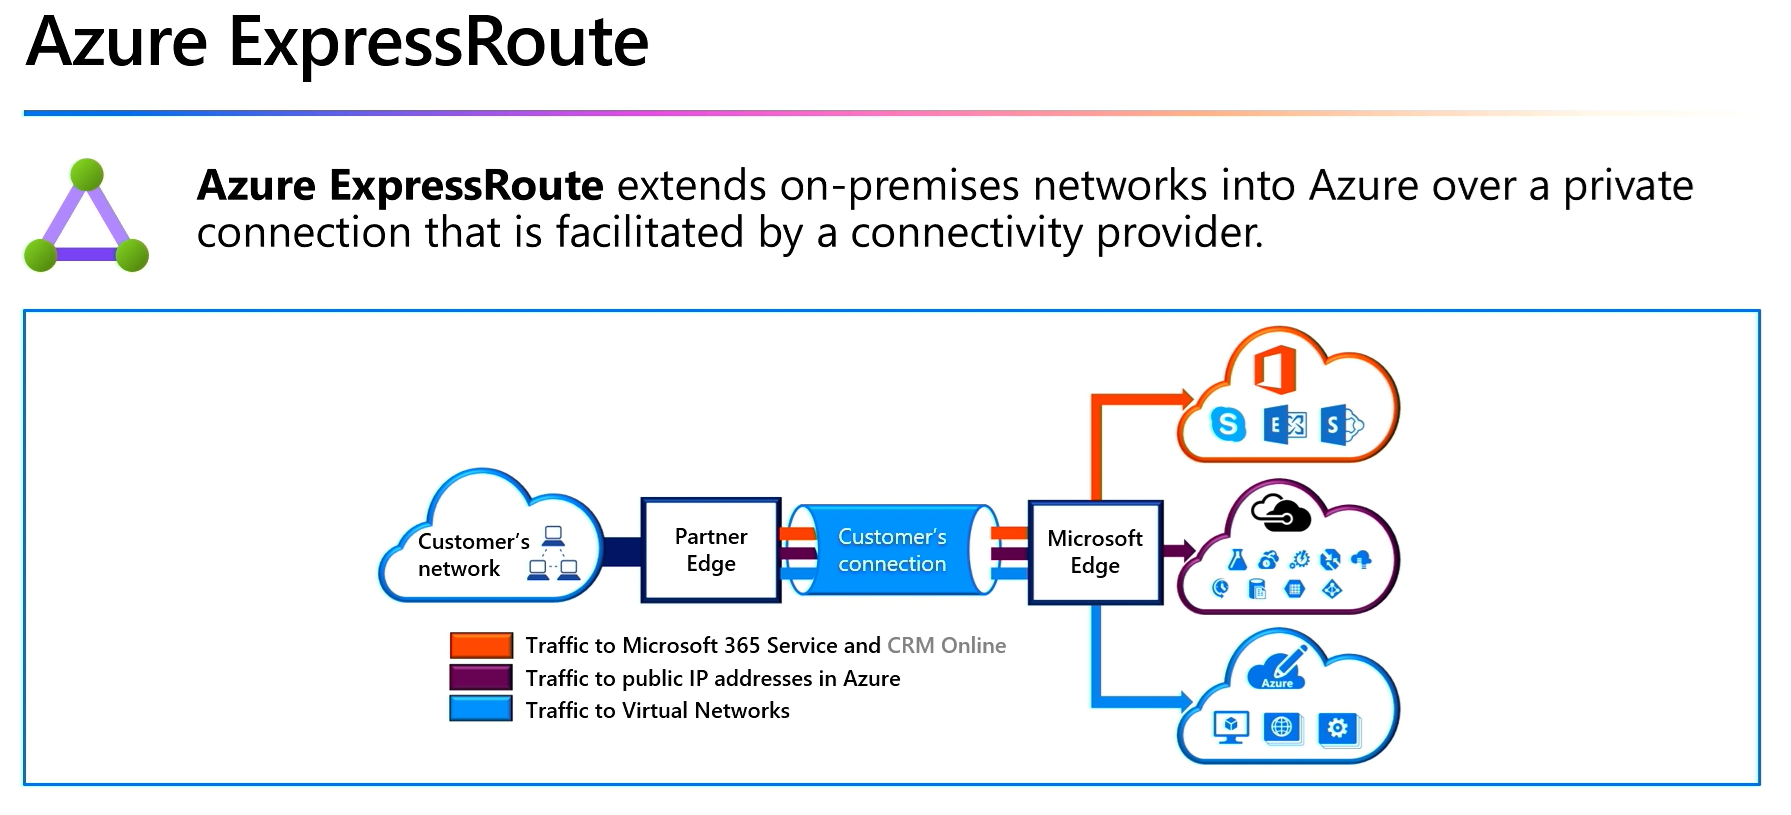 Azure ExpressRoute
Azure ExpressRoute extends on-premises networks into Azure over a private
connection that is facilitated by a connectivity provider.
S
E
S
Customer's
network
Partner
Edge
Customer's
connection
Microsoft
Edge
Traffic to Microsoft 365 Service and CRM Online
Traffic to public IP addresses in Azure
Traffic to Virtual Networks
Azure